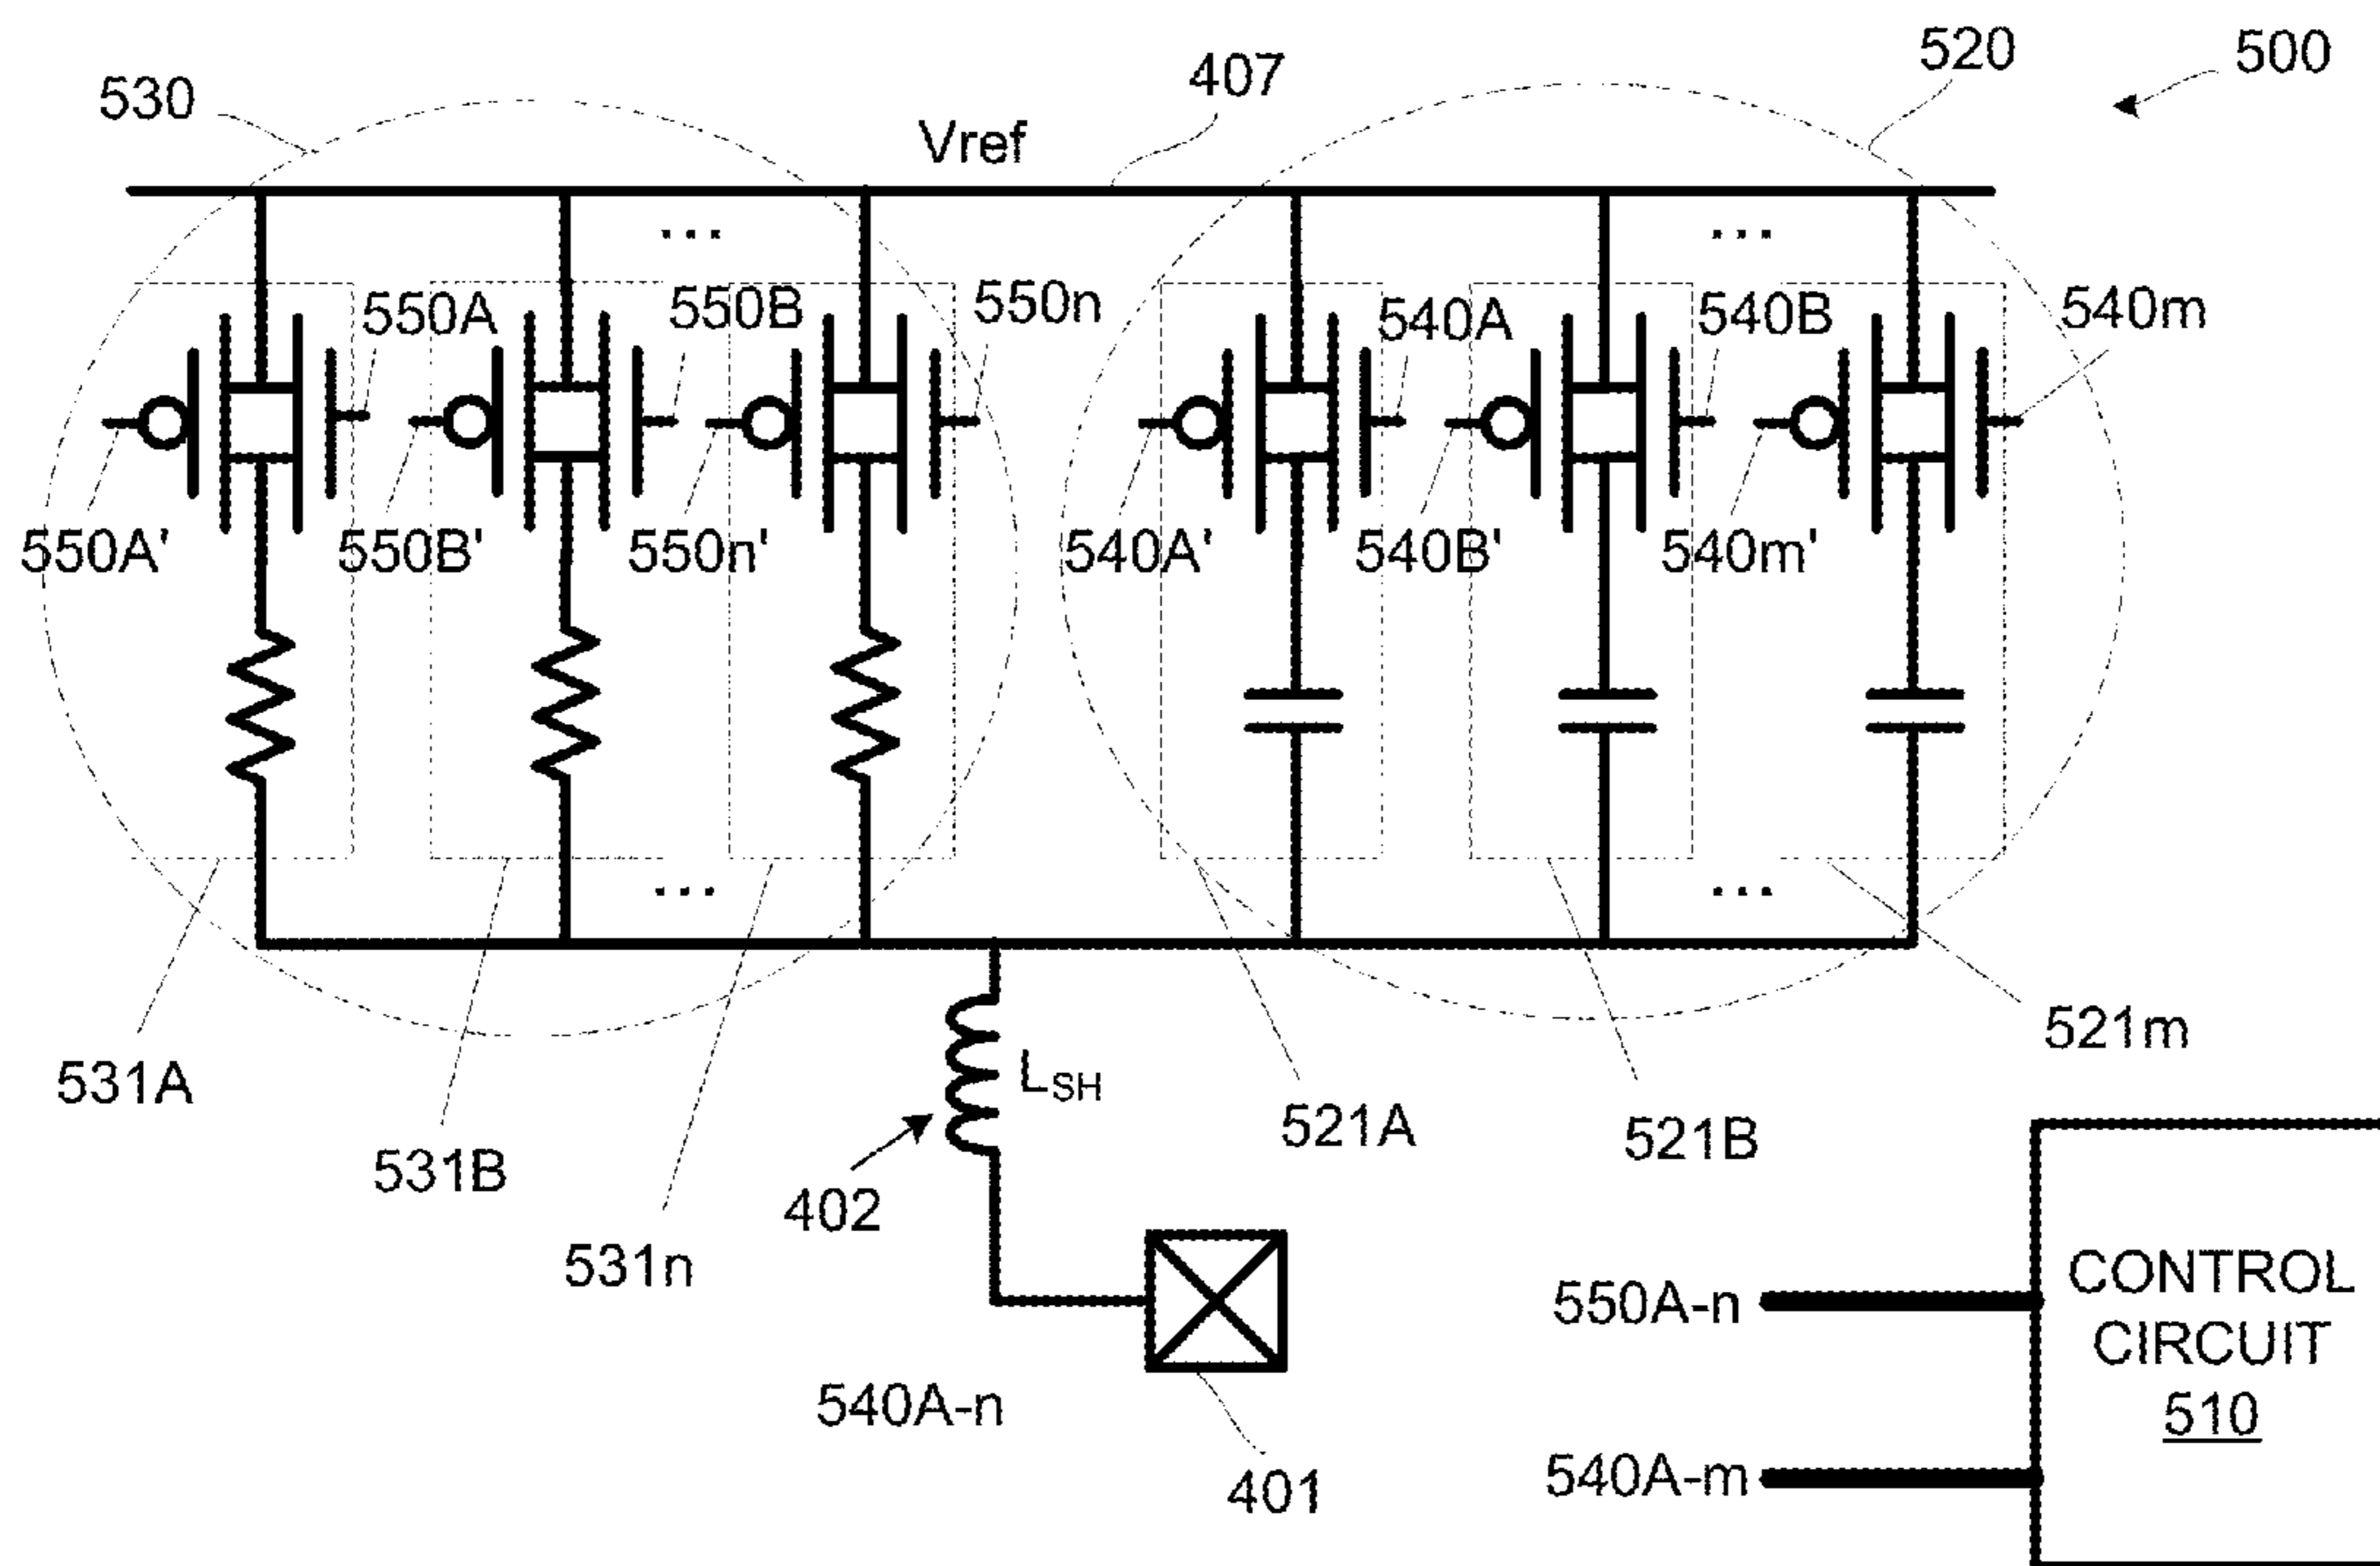 520
500
407
530
Vref
550A
550B
550n
540A
540B
540m
550A'
550B'
550n'
540A'
540B'
540m'
...
...
...
...
531A
531B
531n
LSH
402
521A
521B
521m
540A-n
401
550A-n
540A-m
CONTROL
CIRCUIT
510